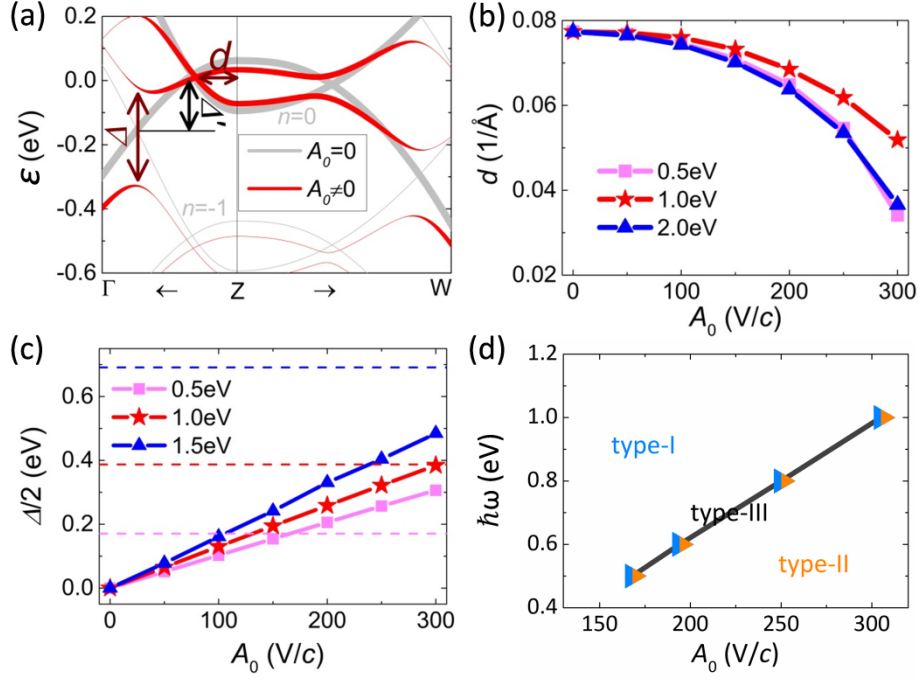 (a)
0.2
0.0
-0.2
-0.4
-0.6
ε (eV)
d
Δ
Δ'
n=0
n=-1
A₀=0
A₀≠0
Γ ← Z → W
(b)
0.08
0.06
0.04
0.02
d (1/Å)
0.5eV
1.0eV
2.0eV
0 100 200 300
A₀ (V/c)
(c)
0.6
0.4
0.2
0.0
Δ/2 (eV)
0.5eV
1.0eV
1.5eV
0 50 100 150 200 250 300
A₀ (V/c)
(d)
1.2
1.0
0.8
0.6
0.4
ℏω (eV)
type-I
type-III
type-II
150 200 250 300
A₀ (V/c)